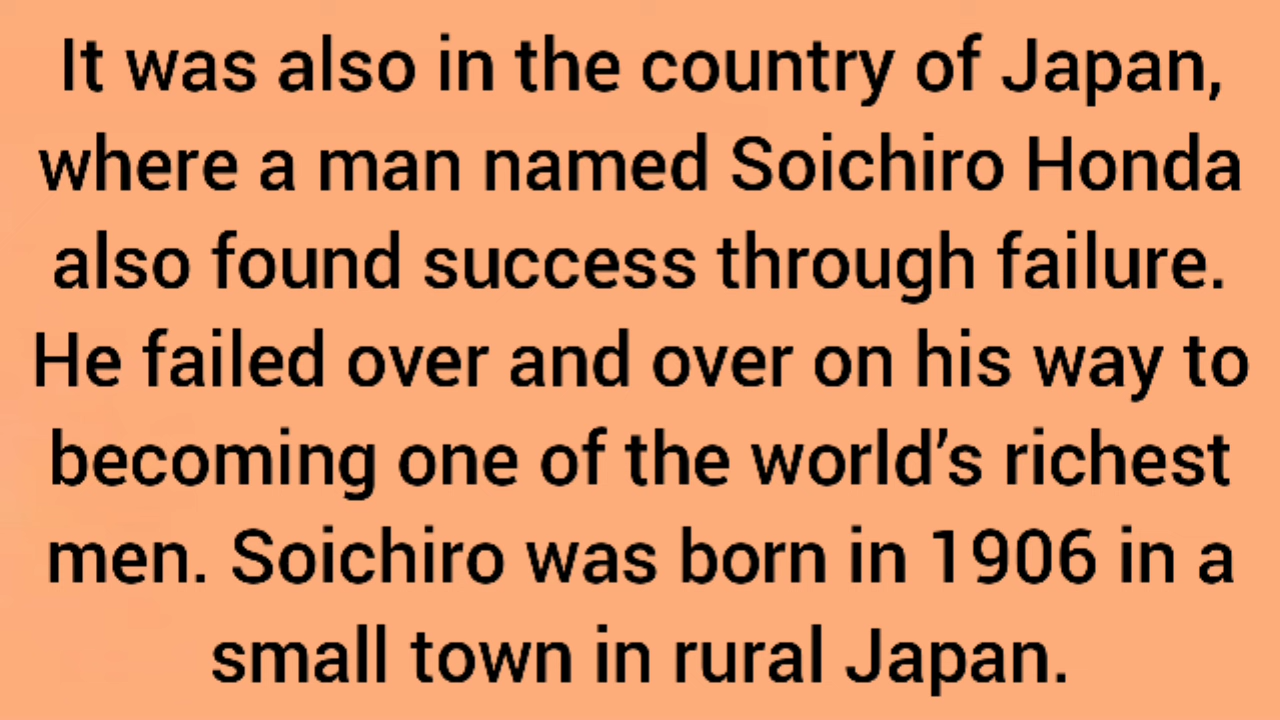 It was also in the country of Japan,
where a man named Soichiro Honda
also found success through failure.
He failed over and over on his way to
becoming one of the world’s richest
men. Soichiro was born in 1906 in a
small town in rural Japan.